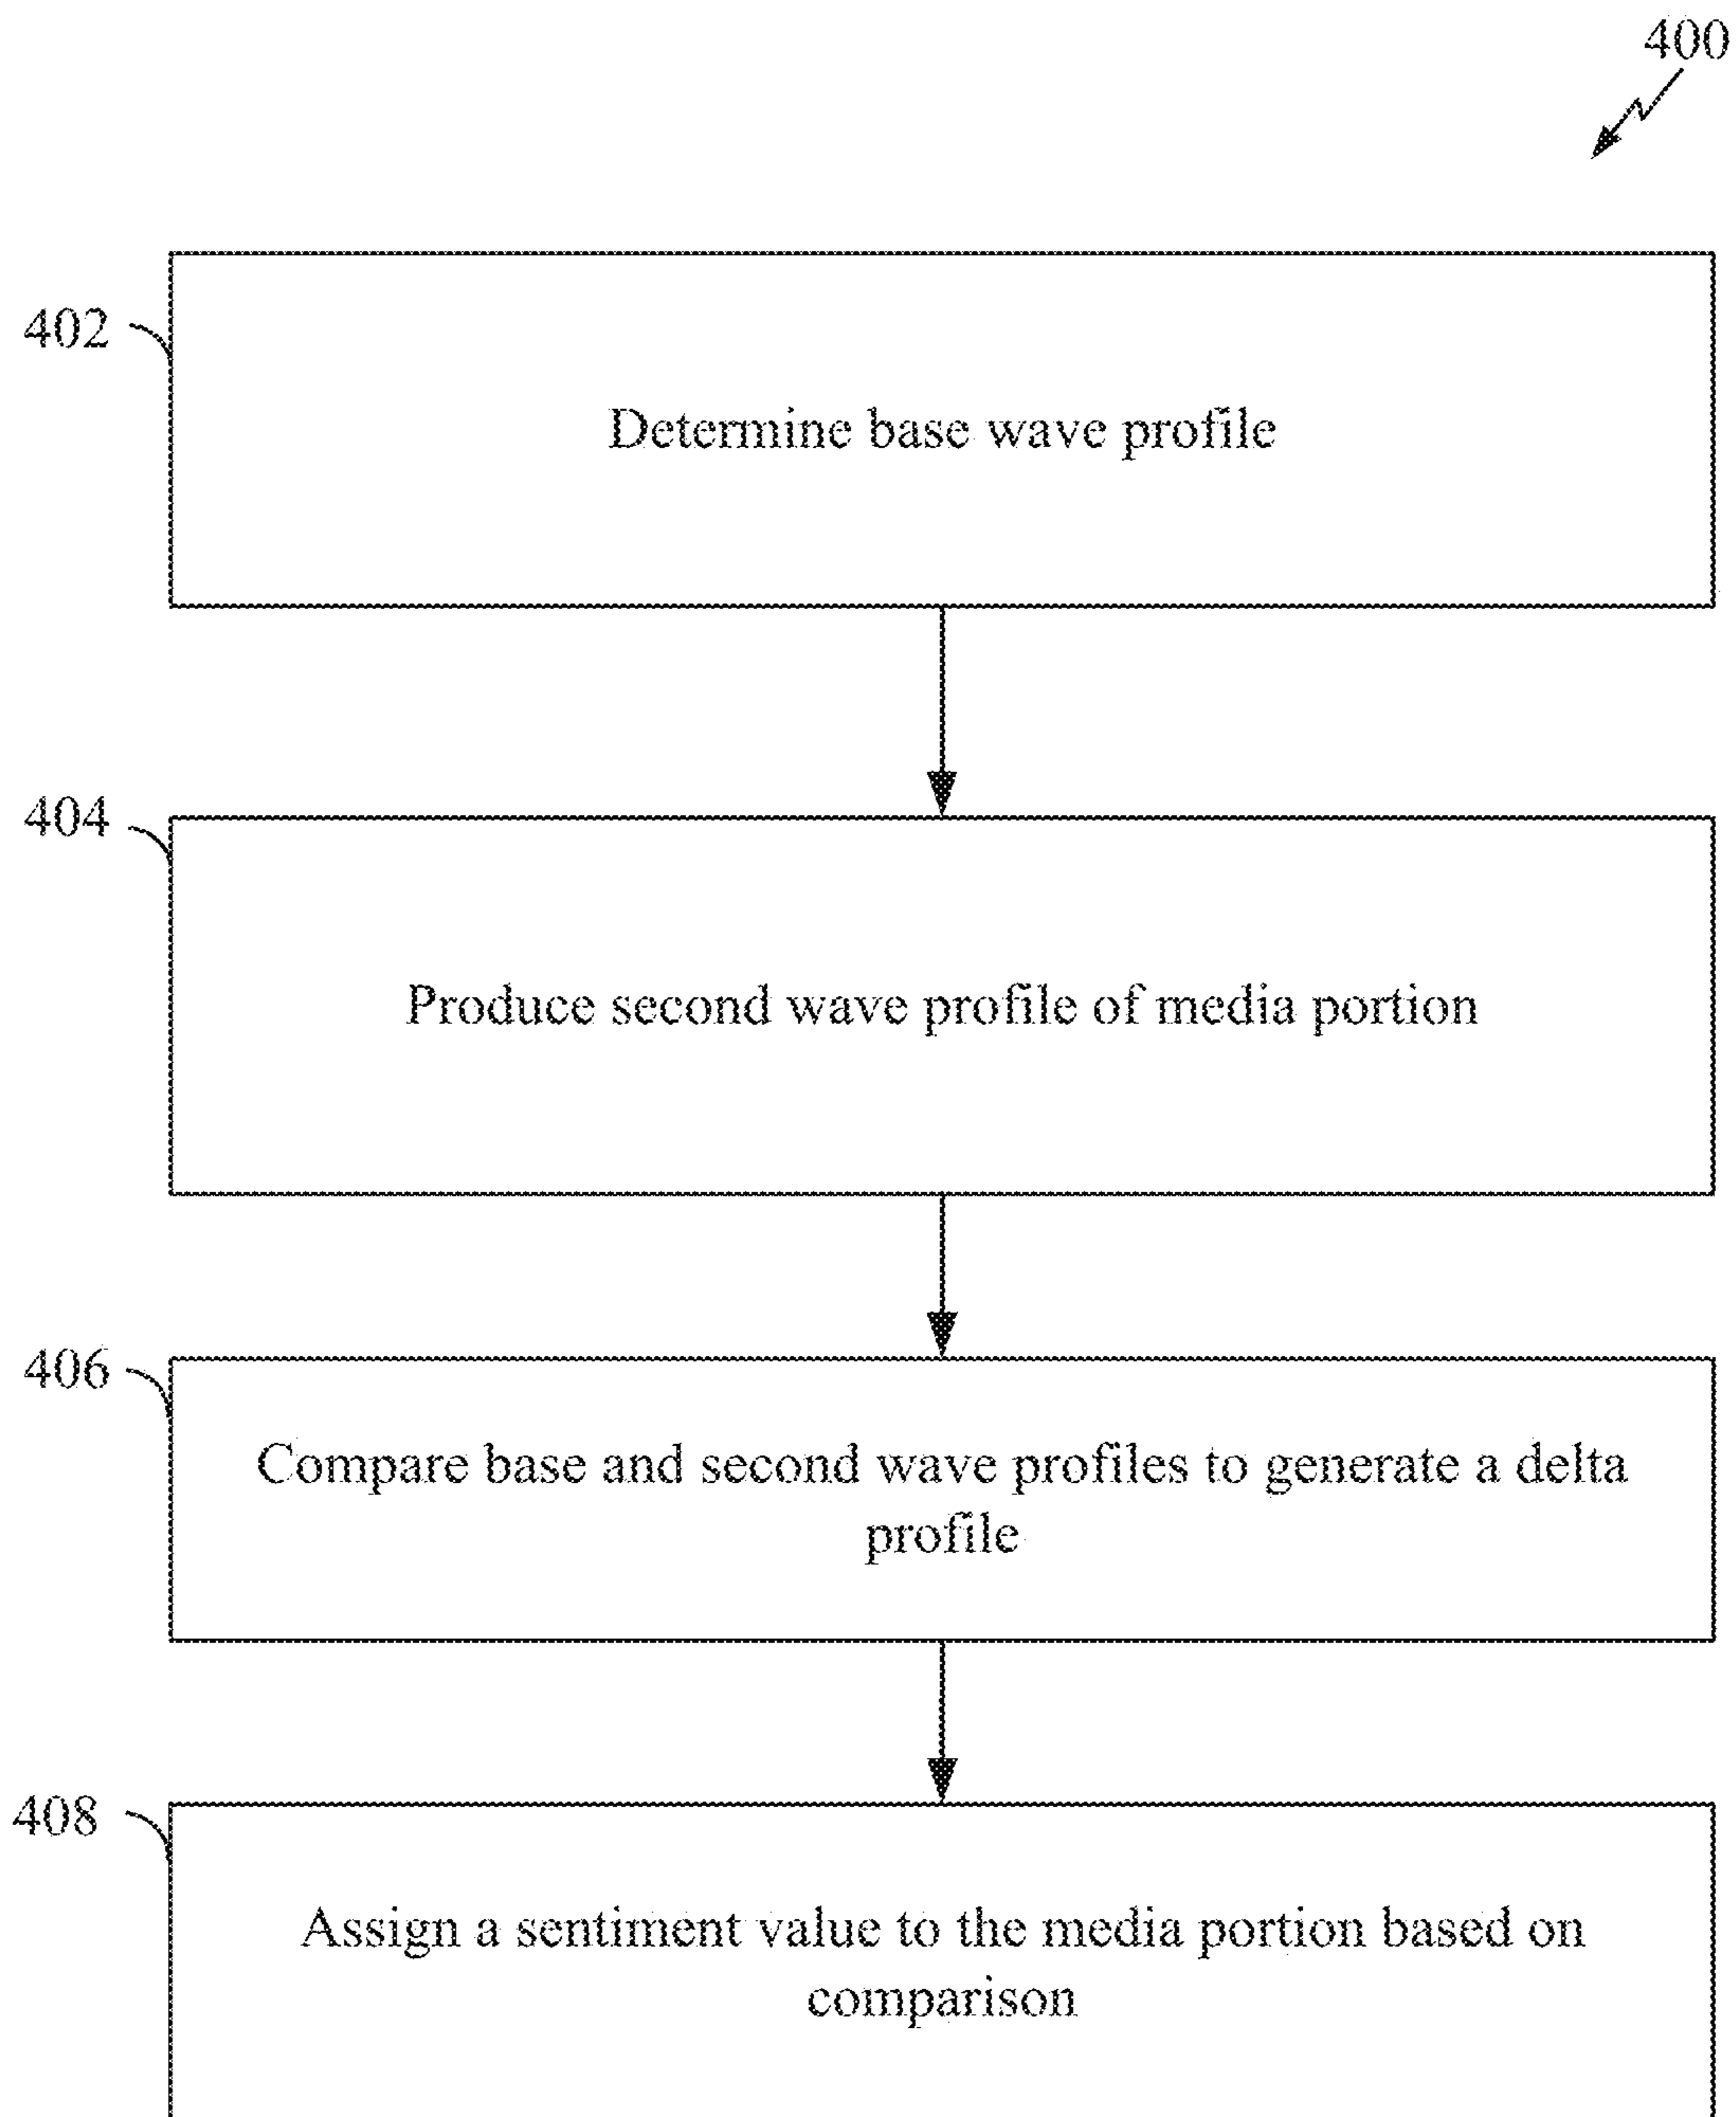 400
402
Determine base wave profile
404
Produce second wave profile of media portion
406
Compare base and second wave profiles to generate a delta
profile
408
Assign a sentiment value to the media portion based on
comparison